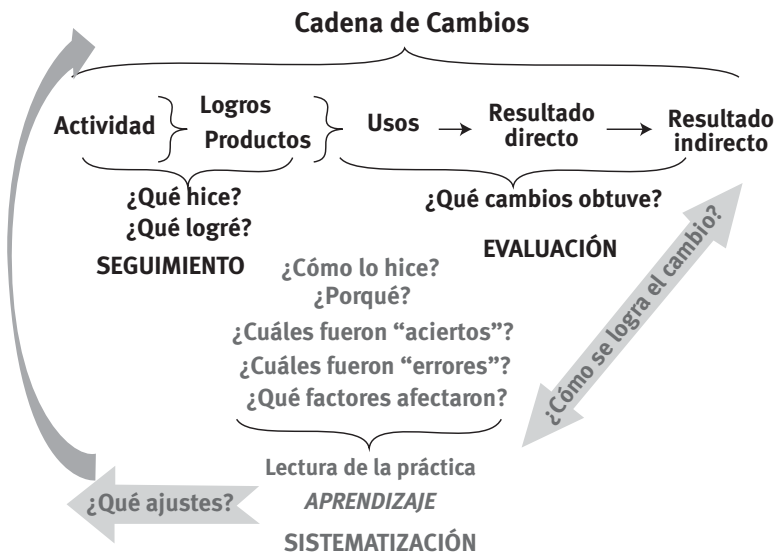 Cadena de Cambios
Actividad
Logros
Productos
Usos
Resultado
directo
Resultado
indirecto
¿Qué hice?
¿Qué logré?
SEGUIMIENTO
¿Qué cambios obtuve?
EVALUACIÓN
¿Cómo lo hice?
¿Porqué?
¿Cuáles fueron “aciertos”?
¿Cuáles fueron “errores”?
¿Qué factores afectaron?
¿Cómo se logra el cambio?
Lectura de la práctica
APRENDIZAJE
SISTEMATIZACIÓN
¿Qué ajustes?